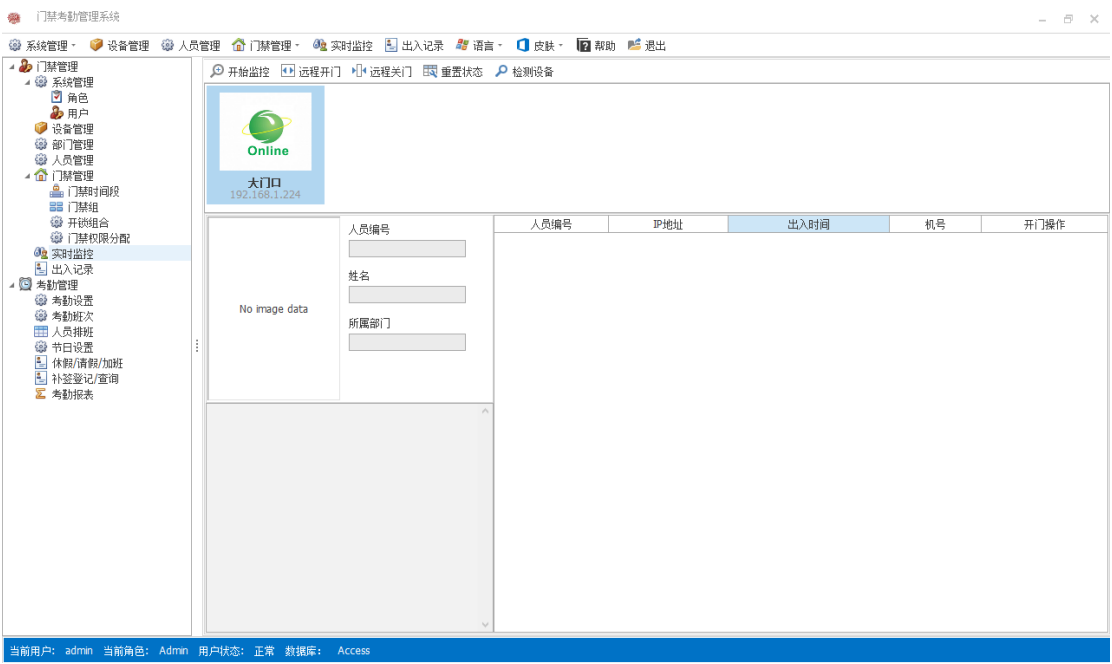 门禁考勤管理系统
系统管理 设备管理 人员管理 门禁管理 实时监控 出入记录 语言 皮肤 帮助 退出
门禁管理
系统管理
角色
用户
设备管理
部门管理
人员管理
门禁管理
门禁时间段
门禁组
开锁组合
门禁权限分配
实时监控
出入记录
考勤管理
考勤设置
考勤班次
人员排班
节日设置
休假/请假/加班
补签登记/查询
考勤报表
开始监控 远程开门 远程关门 重置状态 检测设备
Online
大门口
192.168.1.224
No image data
人员编号
姓名
所属部门
人员编号 IP地址 出入时间 机号 开门操作
当前用户: admin 当前角色: Admin 用户状态: 正常 数据库: Access